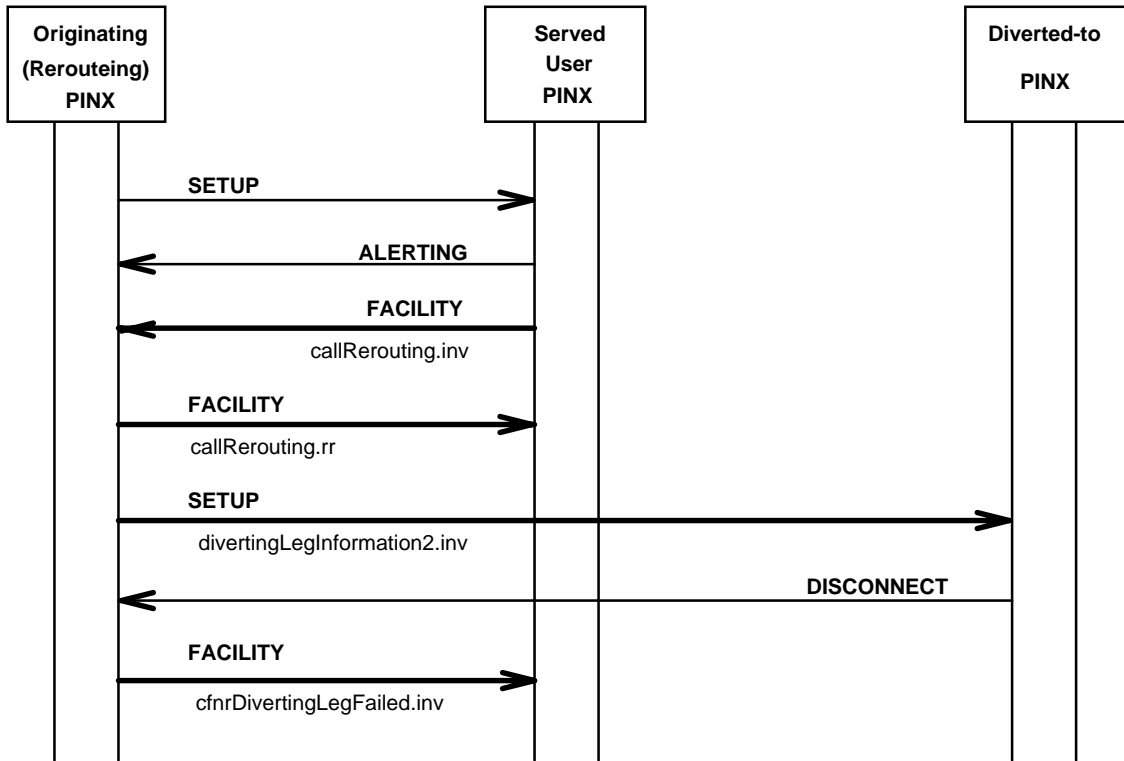 Originating
(Rerouteing)
PINX
Served
User
PINX
Diverted-to
PINX
SETUP
ALERTING
FACILITY
callRerouting.inv
FACILITY
callRerouting.rr
SETUP
divertingLegInformation2.inv
DISCONNECT
FACILITY
cfnrDivertingLegFailed.inv